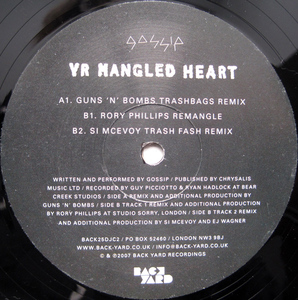 gossip
YR MANGLED HEART
A1. GUNS 'N' BOMBS TRASHBAGS REMIX
B1. RORY PHILLIPS REMANGLE
B2. SI MCEVOY TRASH FASH REMIX
WRITTEN AND PERFORMED BY GOSSIP / PUBLISHED BY CHRYSALIS
MUSIC LTD / RECORDED BY GUY PICCIOTTO & RYAN HADLOCK AT BEAR
CREEK STUDIOS / SIDE A REMIX AND ADDITIONAL PRODUCTION BY
GUNS 'N' BOMBS / SIDE B TRACK 1 REMIX AND ADDITIONAL PRODUCTION
BY RORY PHILLIPS AT STUDIO SORRY, LONDON / SIDE B TRACK 2 REMIX
AND ADDITIONAL PRODUCTION BY SI MCEVOY AND EJ WAGNER
BACK25DJC2 / PO BOX 52460 / LONDON NW3 9BJ
WWW.BACK-YARD.CO.UK / INFO@BACK-YARD.CO.UK
℗ & © 2007 BACK YARD RECORDINGS
BACK
YARD